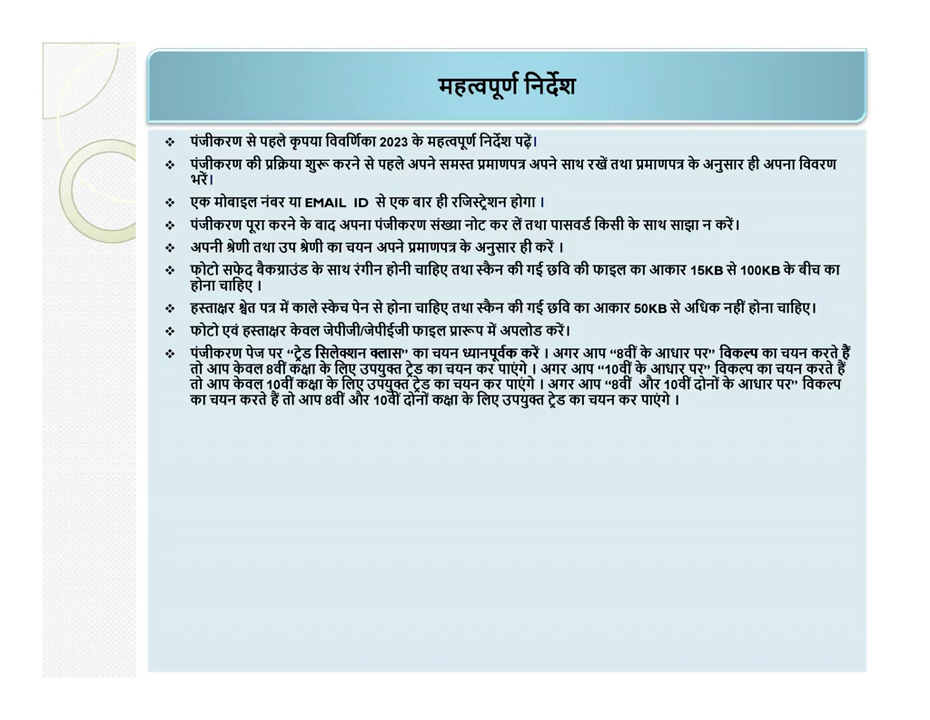 महत्वपूर्ण निर्देश
❖ पंजीकरण से पहले कृपया विवर्णिका 2023 के महत्वपूर्ण निर्देश पढ़ें।
❖ पंजीकरण की प्रक्रिया शुरू करने से पहले अपने समस्त प्रमाणपत्र अपने साथ रखें तथा प्रमाणपत्र के अनुसार ही अपना विवरण
भरें।
❖ एक मोबाइल नंबर या EMAIL ID से एक बार ही रजिस्ट्रेशन होगा ।
❖ पंजीकरण पूरा करने के बाद अपना पंजीकरण संख्या नोट कर लें तथा पासवर्ड किसी के साथ साझा न करें।
❖ अपनी श्रेणी तथा उप श्रेणी का चयन अपने प्रमाणपत्र के अनुसार ही करें ।
❖ फोटो सफेद बैकग्राउंड के साथ रंगीन होनी चाहिए तथा स्कैन की गई छवि की फाइल का आकार 15KB से 100KB के बीच का
होना चाहिए ।
❖ हस्ताक्षर श्वेत पत्र में काले स्केच पेन से होना चाहिए तथा स्कैन की गई छवि का आकार 50KB से अधिक नहीं होना चाहिए।
❖ फोटो एवं हस्ताक्षर केवल जेपीजी/जेपीईजी फाइल प्रारूप में अपलोड करें।
❖ पंजीकरण पेज पर “ट्रेड सिलेक्शन क्लास” का चयन ध्यानपूर्वक करें । अगर आप “8वीं के आधार पर” विकल्प का चयन करते हैं
तो आप केवल 8वीं कक्षा के लिए उपयुक्त ट्रेड का चयन कर पाएंगे । अगर आप “10वीं के आधार पर” विकल्प का चयन करते हैं
तो आप केवल 10वीं कक्षा के लिए उपयुक्त ट्रेड का चयन कर पाएंगे । अगर आप “8वीं और 10वीं दोनों के आधार पर” विकल्प
का चयन करते हैं तो आप 8वीं और 10वीं दोनों कक्षा के लिए उपयुक्त ट्रेड का चयन कर पाएंगे ।